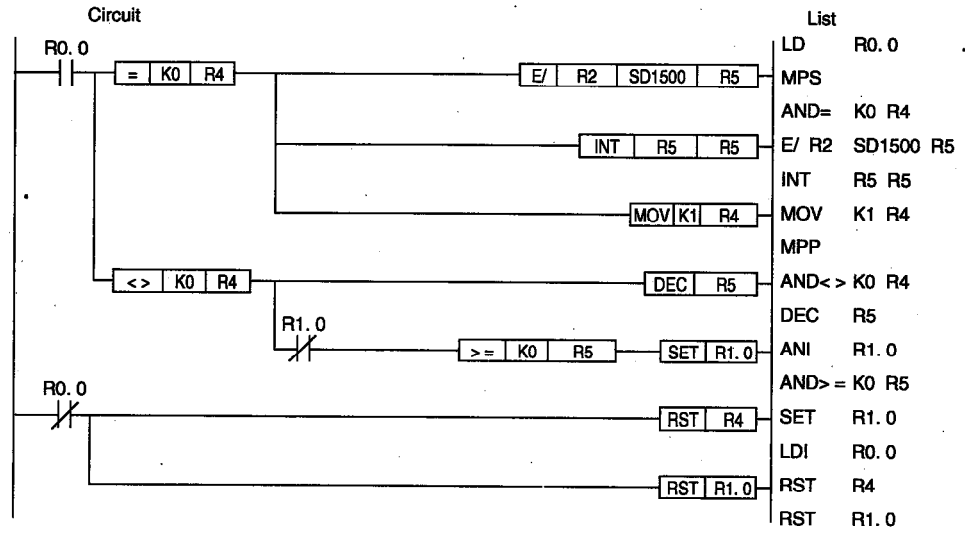 Circuit
List
R0. 0
= K0 R4
E/ R2 SD1500 R5
INT R5 R5
MOV K1 R4
< > K0 R4
DEC R5
R1. 0
> = K0 R5
SET R1. 0
R0. 0
RST R4
RST R1. 0
LD R0. 0
MPS
AND= K0 R4
E/ R2 SD1500 R5
INT R5 R5
MOV K1 R4
MPP
AND< > K0 R4
DEC R5
ANI R1. 0
AND> = K0 R5
SET R1. 0
LDI R0. 0
RST R4
RST R1. 0